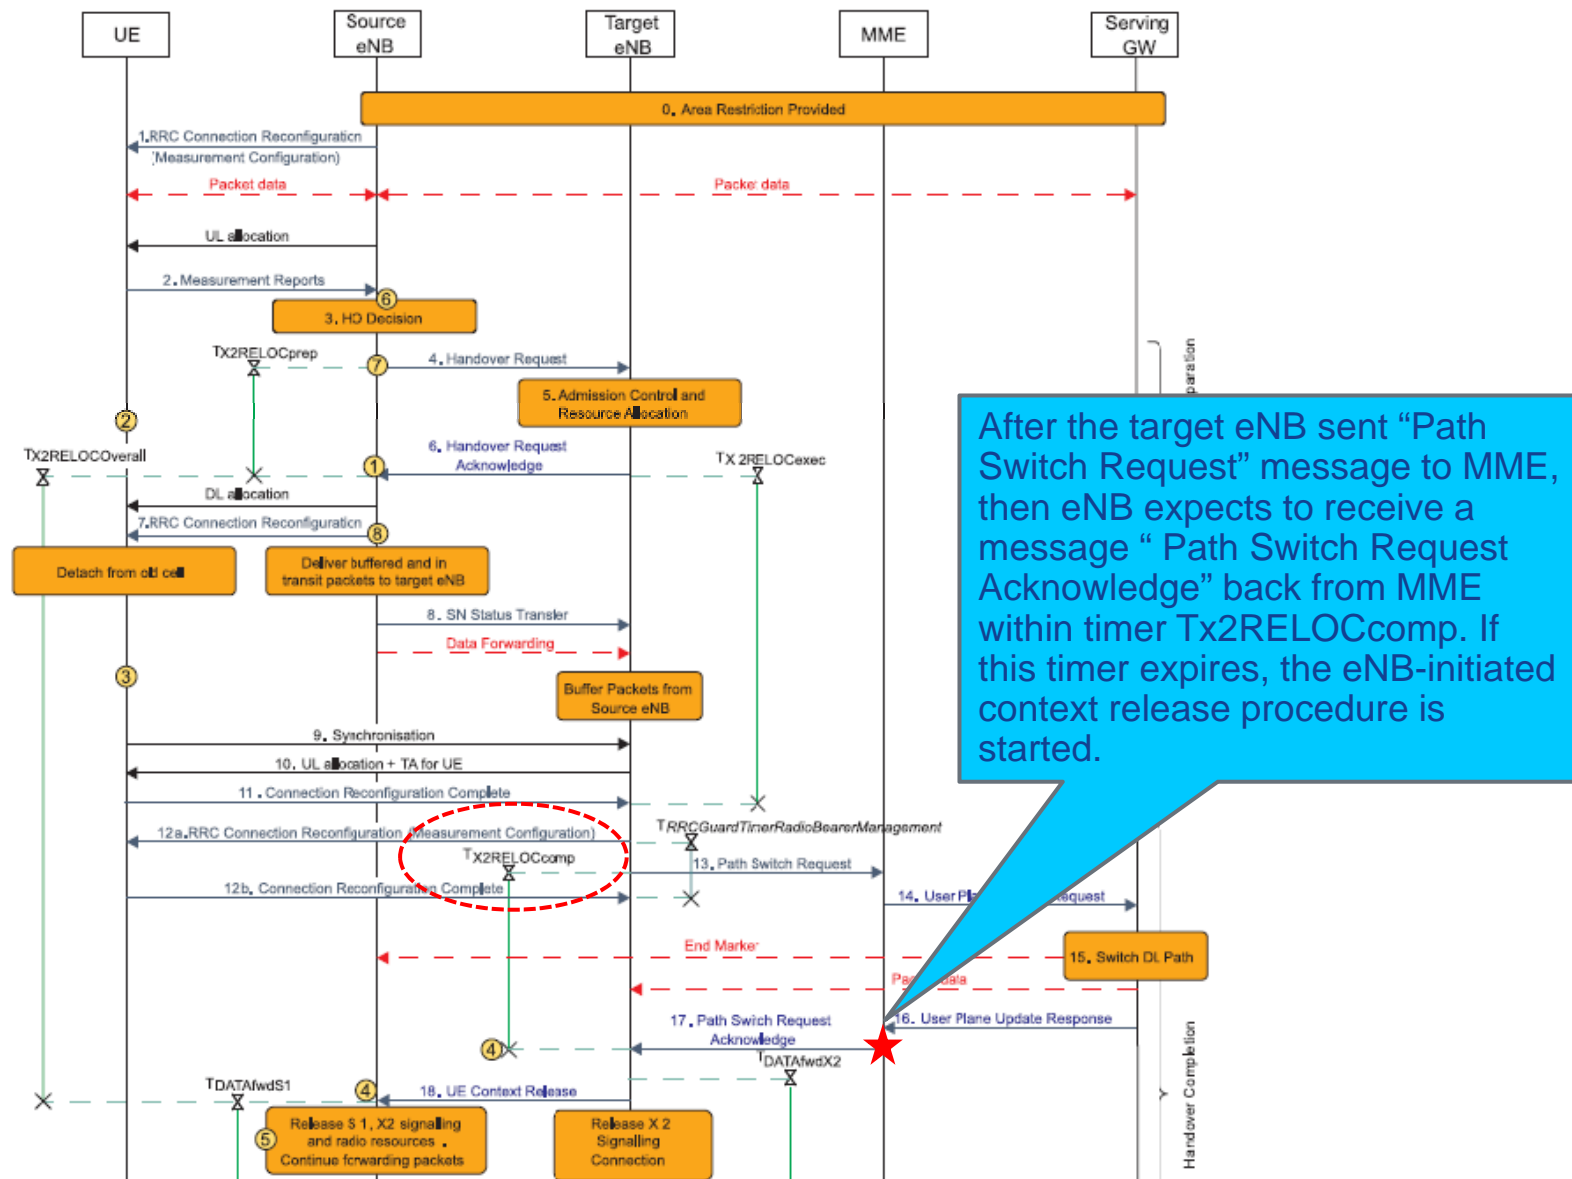 UE
Source
eNB
Target
eNB
MME
Serving
GW
0. Area Restriction Provided
1.RRC Connection Reconfiguration
(Measurement Configuration)
Packet data
Packet data
UL allocation
2. Measurement Reports
6
3. HO Decision
TX2RELOCprep
7
4. Handover Request
paration
5. Admission Control and
Resource Allocation
2
6. Handover Request
Acknowledge
TX2RELOCOverall
1
TX2RELOCexec
DL allocation
7.RRC Connection Reconfiguration
8
Detach from old cell
Deliver buffered and in
transit packets to target eNB
8. SN Status Transfer
Data Forwarding
3
Buffer Packets from
Source eNB
After the target eNB sent “Path
Switch Request” message to MME,
then eNB expects to receive a
message “ Path Switch Request
Acknowledge” back from MME
within timer Tx2RELOCcomp. If
this timer expires, the eNB-initiated
context release procedure is
started.
9. Synchronisation
10. UL allocation + TA for UE
11. Connection Reconfiguration Complete
12a.RRC Connection Reconfiguration (Measurement Configuration)
TRRCGuardTimerRadioBearerManagement
TX2RELOCcomp
13. Path Switch Request
12b. Connection Reconfiguration Complete
14. User Pl equest
End Marker
15. Switch DL Path
Pa data
17. Path Switch Request
Acknowledge
16. User Plane Update Response
4
TDATAfwdX2
TDATAfwdS1
4
18. UE Context Release
5
Release S1, X2 signalling
and radio resources.
Continue forwarding packets
Release X2
Signalling
Connection
Handover Completion